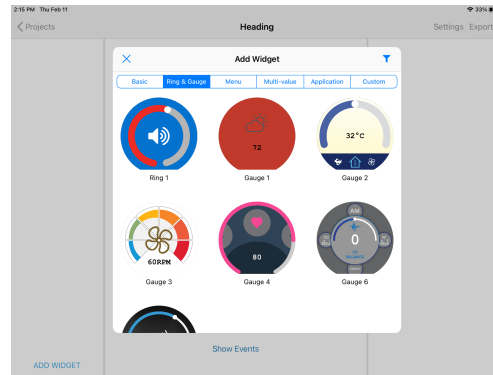 2:15 PM Thu Feb 11
33%
Projects
Heading
Settings Export
Add Widget
Basic
Ring & Gauge
Menu
Multi-value
Application
Custom
Ring 1
72
Gauge 1
32°C
Gauge 2
60RPM
Gauge 3
80
Gauge 4
AM
0
BALANCE
Gauge 6
Show Events
ADD WIDGET